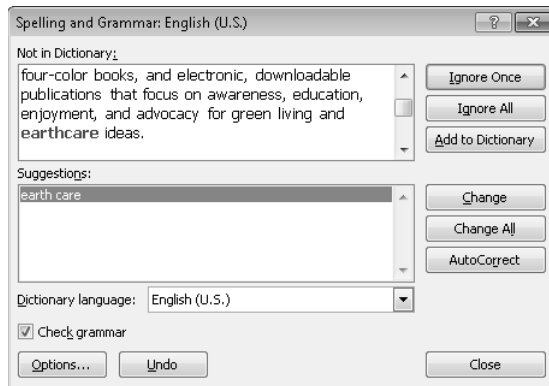 Spelling and Grammar: English (U.S.)
Not in Dictionary:
four-color books, and electronic, downloadable
publications that focus on awareness, education,
enjoyment, and advocacy for green living and
earthcare ideas.
Ignore Once
Ignore All
Add to Dictionary
Suggestions:
earth care
Change
Change All
AutoCorrect
Dictionary language: English (U.S.)
Check grammar
Options... Undo Close